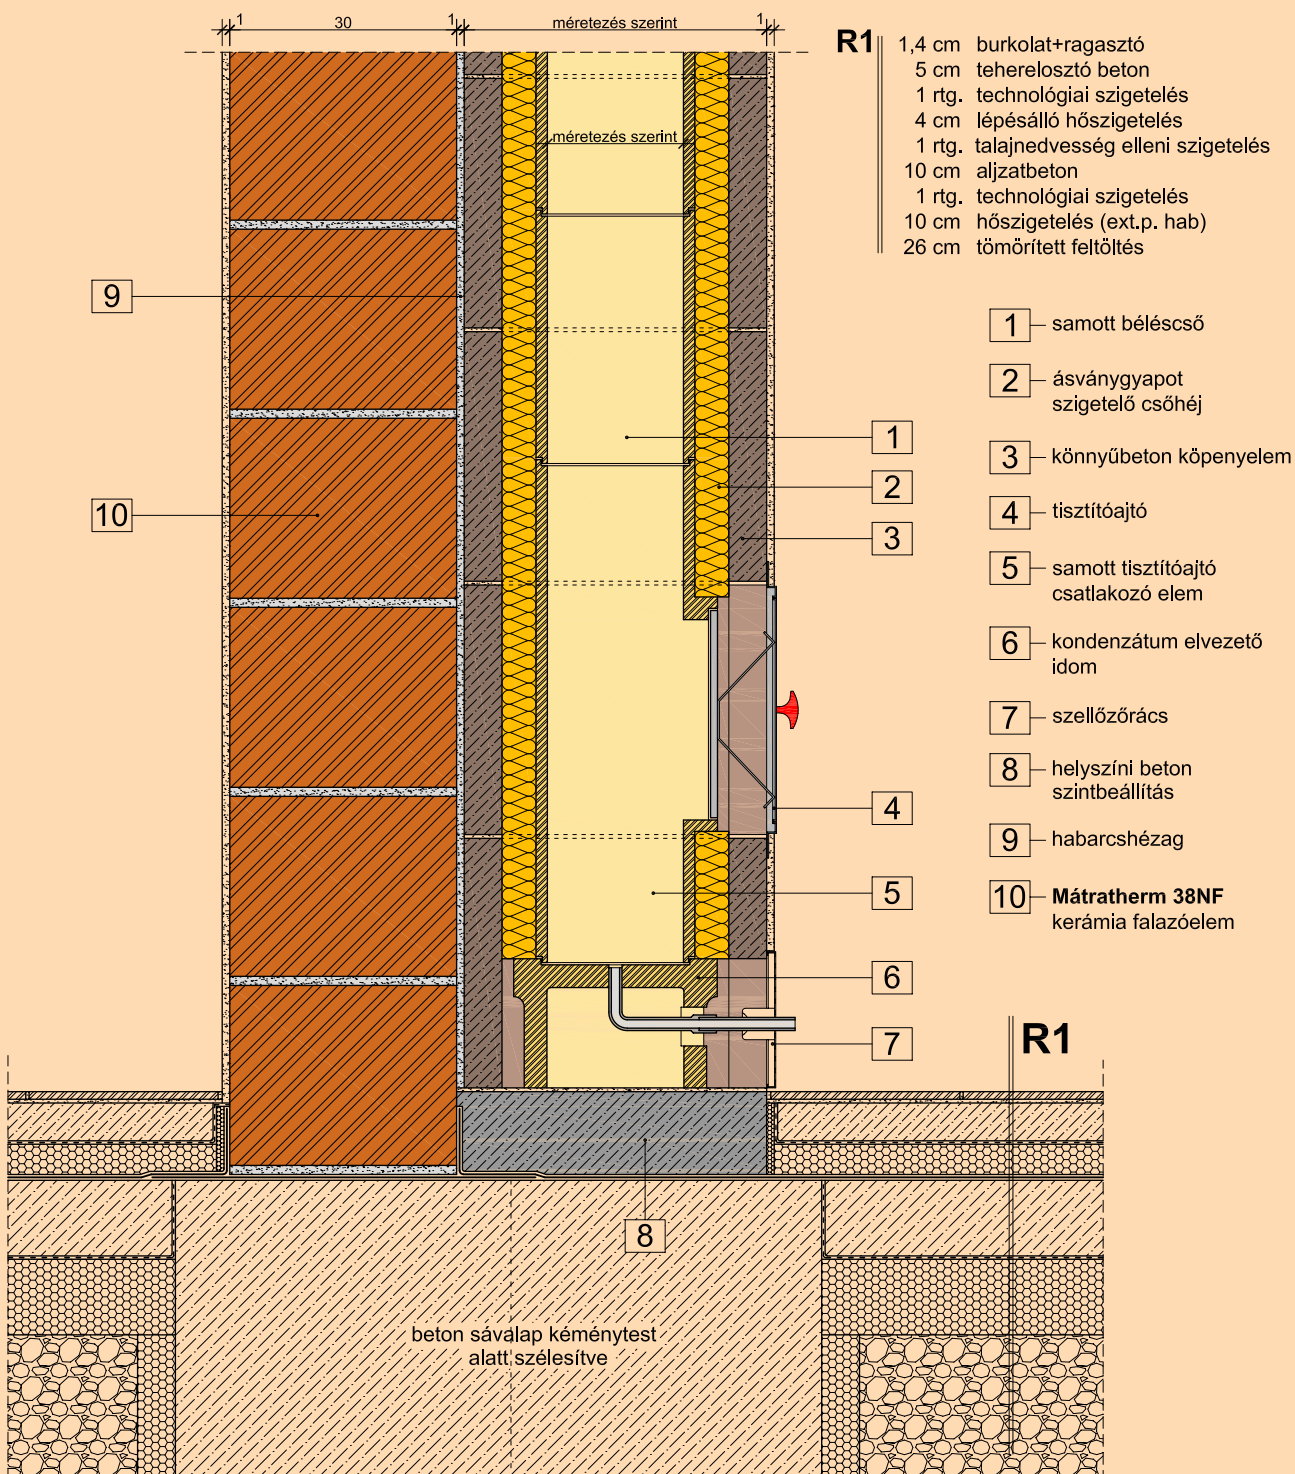 1 30 1 méretezés szerint 1
R1
1,4 cm burkolat+ragasztó
5 cm teherelosztó beton
1 rtg. technológiai szigetelés
4 cm lépésálló hőszigetelés
1 rtg. talajnedvesség elleni szigetelés
10 cm aljzatbeton
1 rtg. technológiai szigetelés
10 cm hőszigetelés (ext.p. hab)
26 cm tömörített feltöltés
méretezés szerint
9
10
1
2
3
4
5
6
7
1 samott béléscső
2 ásványgyapot
szigetelő csőhéj
3 könnyűbeton köpenyelem
4 tisztítóajtó
5 samott tisztítóajtó
csatlakozó elem
6 kondenzátum elvezető
idom
7 szellőzőrács
8 helyszíni beton
szintbeállítás
9 habarcshézag
10 Mátratherm 38NF
kerámia falazóelem
R1
8
beton sávalap kéménytest
alatt szélesítve